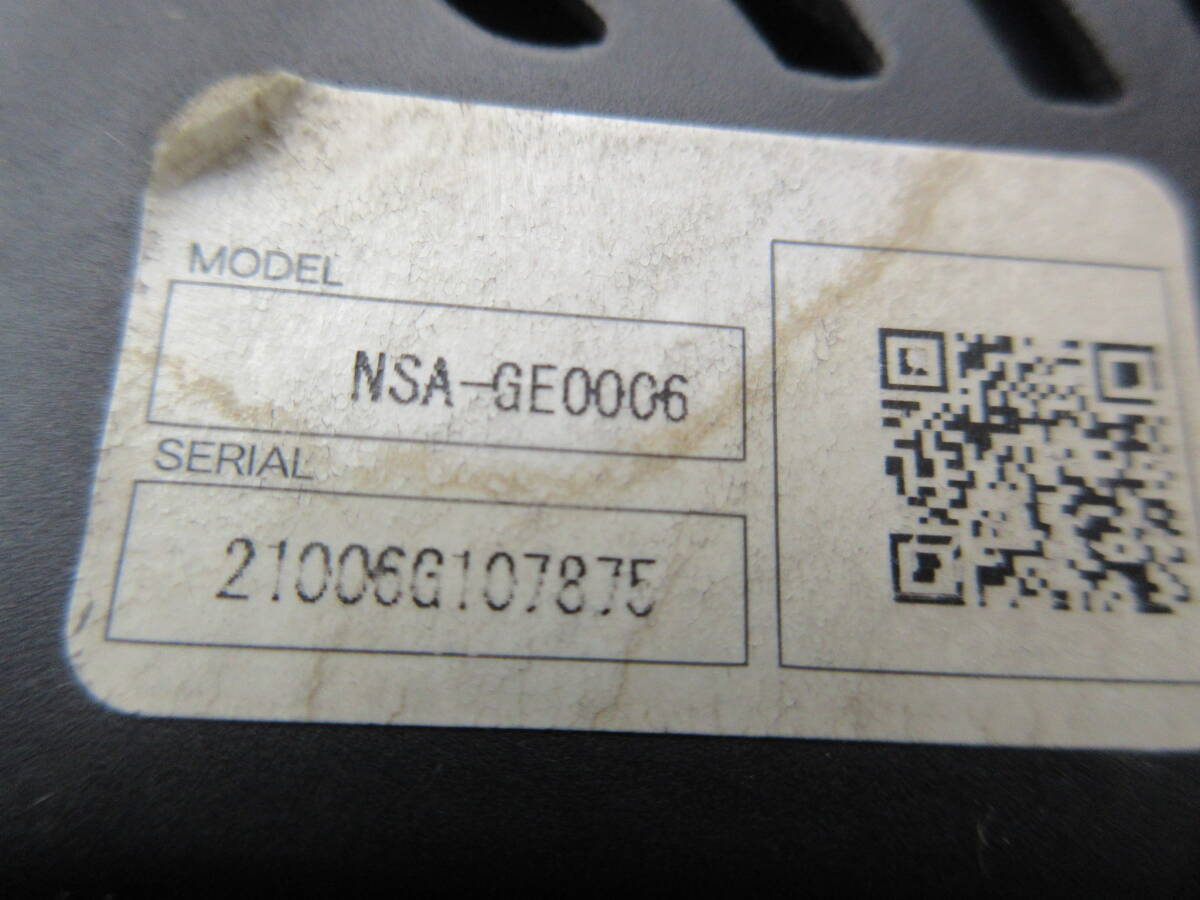 MODEL
NSA-GE0006
SERIAL
21006G107875